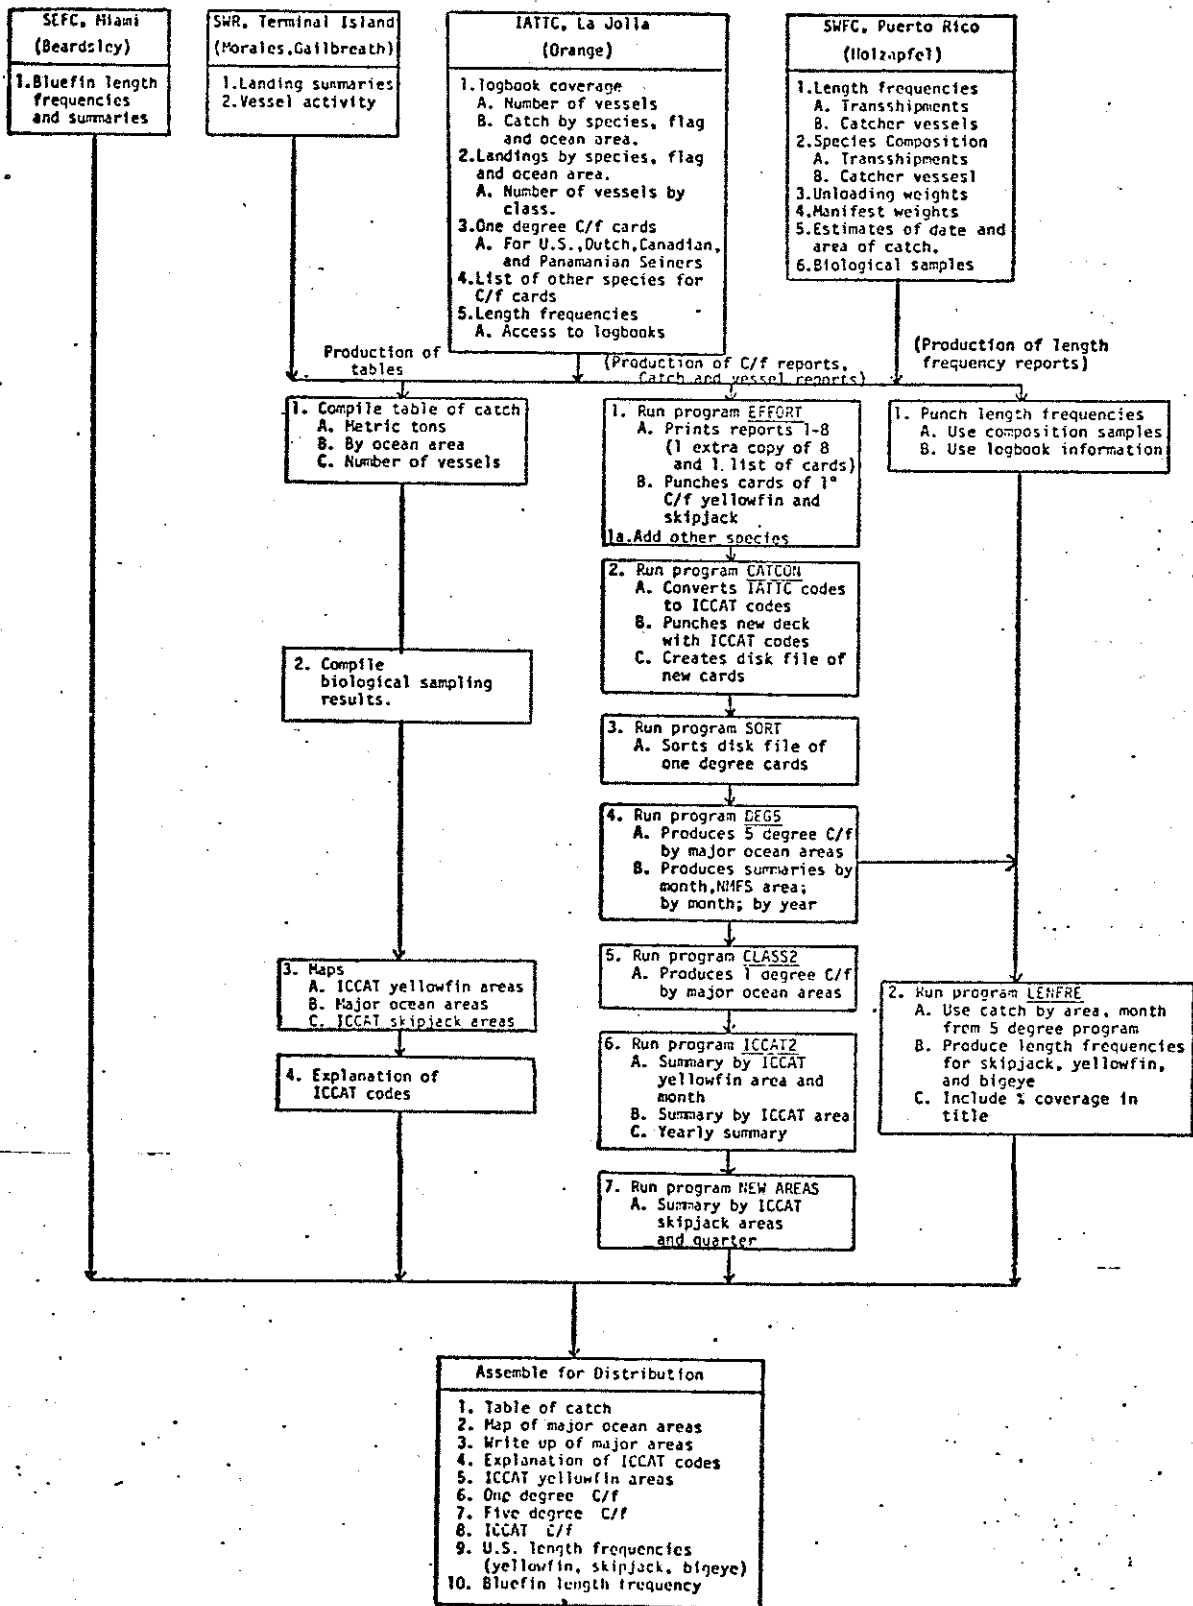 SEFC, Miami
(Beardsley)
1.Bluefin length
frequencies
and summaries
SWR, Terminal Island
(Morales,Gailbreath)
1.Landing summaries
2.Vessel activity
IATTC, La Jolla
(Orange)
1.logbook coverage
A. Number of vessels
B. Catch by species, flag
and ocean area.
2.Landings by species, flag
and ocean area.
A. Number of vessels by
class.
3.One degree C/f cards
A. For U.S.,Dutch,Canadian,
and Panamanian Seiners
4.List of other species for
C/f cards
5.Length frequencies
A. Access to logbooks
SWFC, Puerto Rico
(Holzapfel)
1.Length frequencies
A. Transshipments
B. Catcher vessels
2.Species Composition
A. Transshipments
B. Catcher vessesl
3.Unloading weights
4.Manifest weights
5.Estimates of date and
area of catch.
6.Biological samples
Production of
tables
(Production of C/f reports,
Catch and vessel reports)
(Production of length
frequency reports)
1. Compile table of catch
A. Metric tons
B. By ocean area
C. Number of vessels
2. Compile
biological sampling
results.
3. Maps
A. ICCAT yellowfin areas
B. Major ocean areas
C. ICCAT skipjack areas
4. Explanation of
ICCAT codes
1. Run program EFFORT
A. Prints reports 1-8
(1 extra copy of 8
and 1 list of cards)
B. Punches cards of 1°
C/f yellowfin and
skipjack
1a.Add other species
2. Run program CATCON
A. Converts IATTC codes
to ICCAT codes
B. Punches new deck
with ICCAT codes
C. Creates disk file of
new cards
3. Run program SORT
A. Sorts disk file of
one degree cards
4. Run program DEG5
A. Produces 5 degree C/f
by major ocean areas
B. Produces summaries by
month,NMFS area;
by month; by year
5. Run program CLASS2
A. Produces 1 degree C/f
by major ocean areas
6. Run program ICCAT2
A. Summary by ICCAT
yellowfin area and
month
B. Summary by ICCAT area
C. Yearly summary
7. Run program NEW AREAS
A. Summary by ICCAT
skipjack areas
and quarter
1. Punch length frequencies
A. Use composition samples
B. Use logbook information
2. Run program LENFRE
A. Use catch by area, month
from 5 degree program
B. Produce length frequencies
for skipjack, yellowfin,
and bigeye
C. Include % coverage in
title
Assemble for Distribution
1. Table of catch
2. Map of major ocean areas
3. Write up of major areas
4. Explanation of ICCAT codes
5. ICCAT yellowfin areas
6. One degree C/f
7. Five degree C/f
8. ICCAT C/f
9. U.S. length frequencies
(yellowfin, skipjack, bigeye)
10. Bluefin length frequency